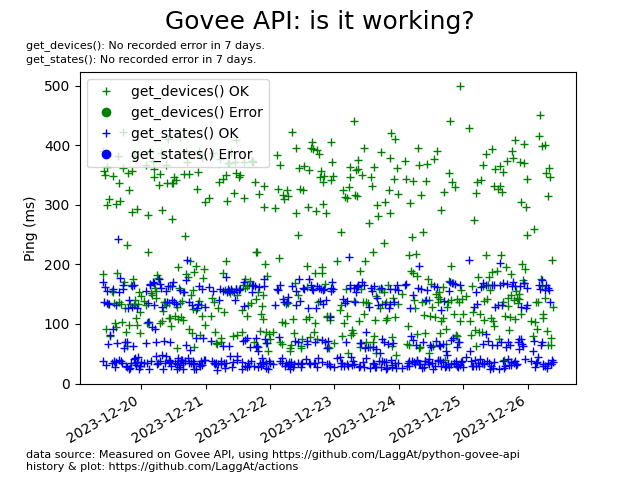 Govee API: is it working?
get_devices(): No recorded error in 7 days.
get_states(): No recorded error in 7 days.
get_devices() OK
get_devices() Error
get_states() OK
get_states() Error
500
400
300
200
100
0
Ping (ms)
2023-12-20
2023-12-21
2023-12-22
2023-12-23
2023-12-24
2023-12-25
2023-12-26
data source: Measured on Govee API, using https://github.com/LaggAt/python-govee-api
history & plot: https://github.com/LaggAt/actions